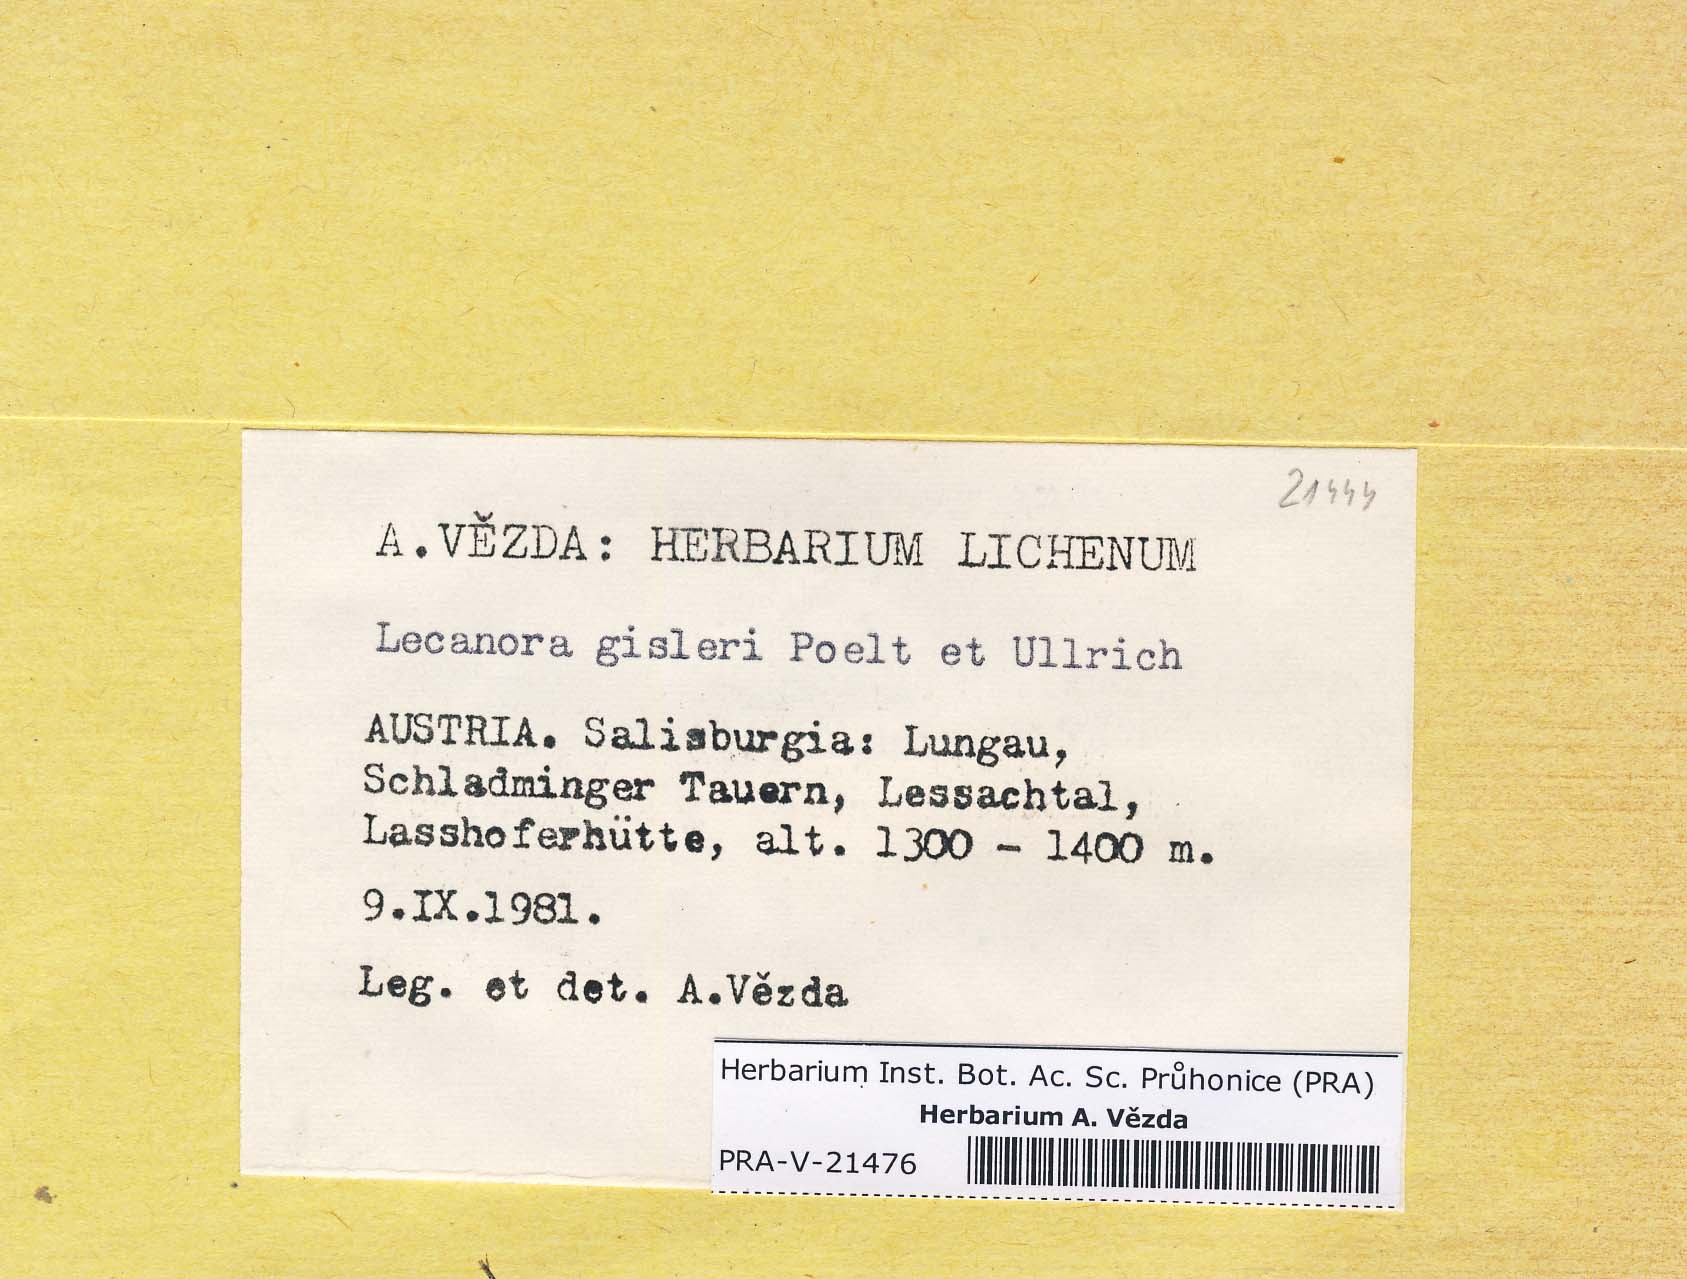 21444
A.VĚZDA: HERBARIUM LICHENUM
Lecanora gisleri Poelt et Ullrich
AUSTRIA. Salisburgia: Lungau,
Schladminger Tauern, Lessachtal,
Lasshoferhütte, alt. 1300 - 1400 m.
9.IX.1981.
Leg. et det. A.Vězda
Herbarium Inst. Bot. Ac. Sc. Průhonice (PRA)
Herbarium A. Vězda
PRA-V-21476